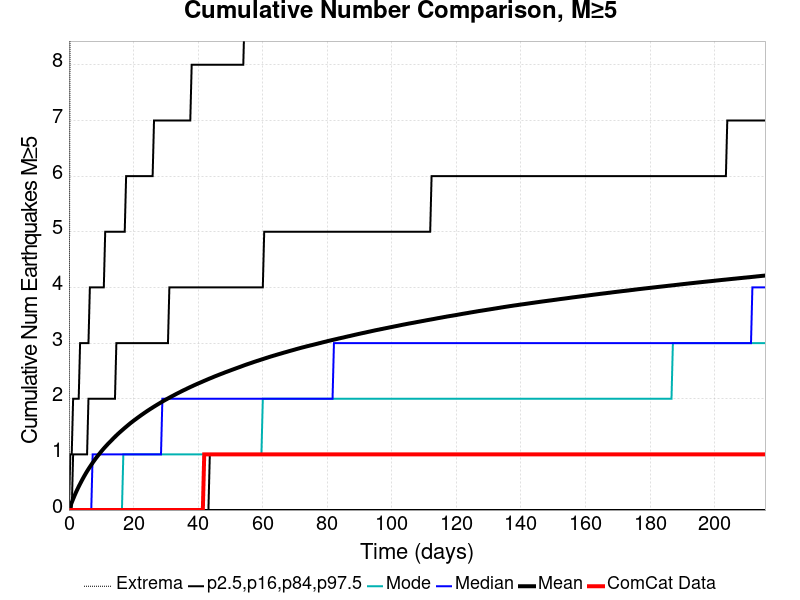 Cumulative Number Comparison, M≥5
Cumulative Num Earthquakes M≥5
8
7
6
5
4
3
2
1
0
0 20 40 60 80 100 120 140 160 180 200
Time (days)
Extrema p2.5,p16,p84,p97.5 Mode Median Mean ComCat Data